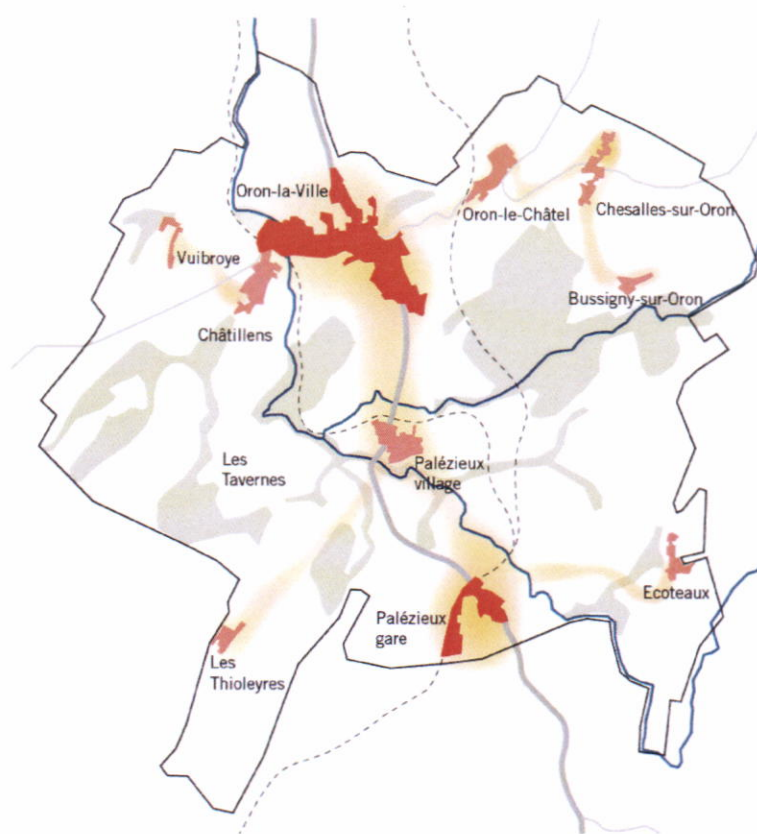 Oron-la-Ville
Oron-le-Châtel
Chesalles-sur-Oron
Vuibroye
Bussigny-sur-Oron
Châtillens
Les
Tavernes
Palézieux
village
Ecoteaux
Palézieux
gare
Les
Thioleyres